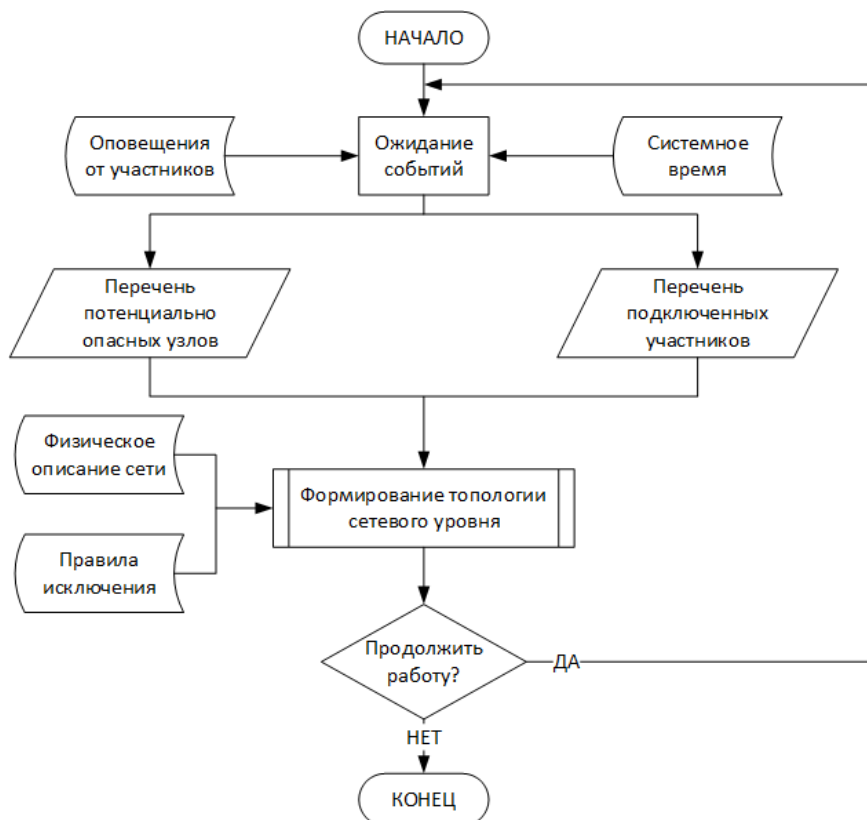 НАЧАЛО
Оповещения
от участников
Ожидание
событий
Системное
время
Перечень
потенциально
опасных узлов
Перечень
подключенных
участников
Физическое
описание сети
Формирование топологии
сетевого уровня
Правила
исключения
Продолжить
работу?
ДА
НЕТ
КОНЕЦ